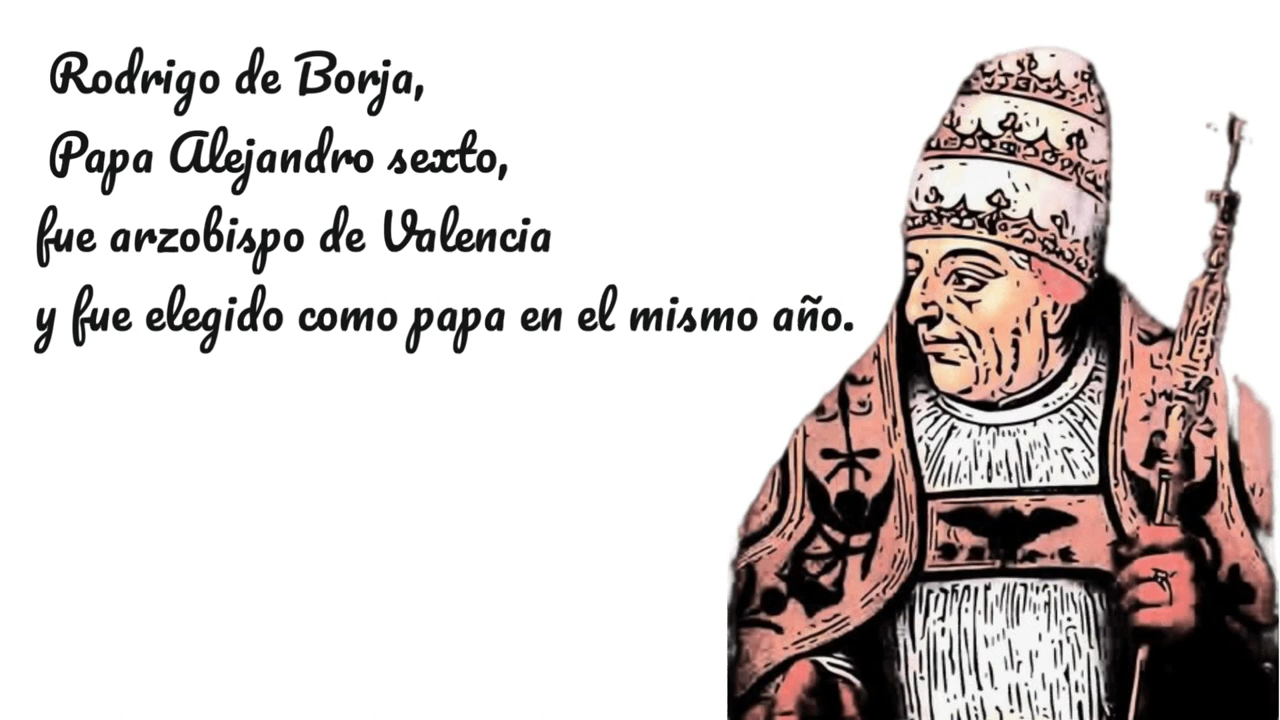 Rodrigo de Borja,
Papa Alejandro sexto,
fue arzobispo de Valencia
y fue elegido como papa en el mismo año.